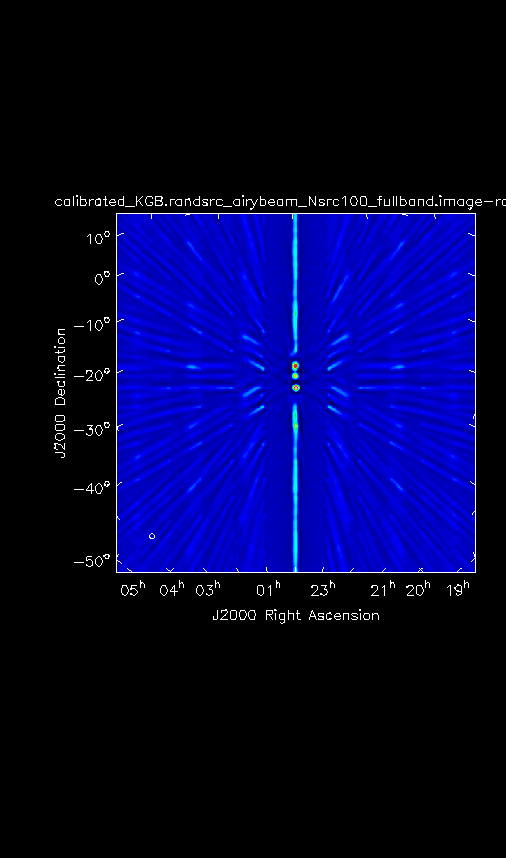 calibrated_KGB.randsrc_airybeam_Nsrc100_fullband.image-ra
10°
0°
−10°
−20°
−30°
−40°
−50°
J2000 Declination
05h 04h 03h 01h 23h 21h 20h 19h
J2000 Right Ascension